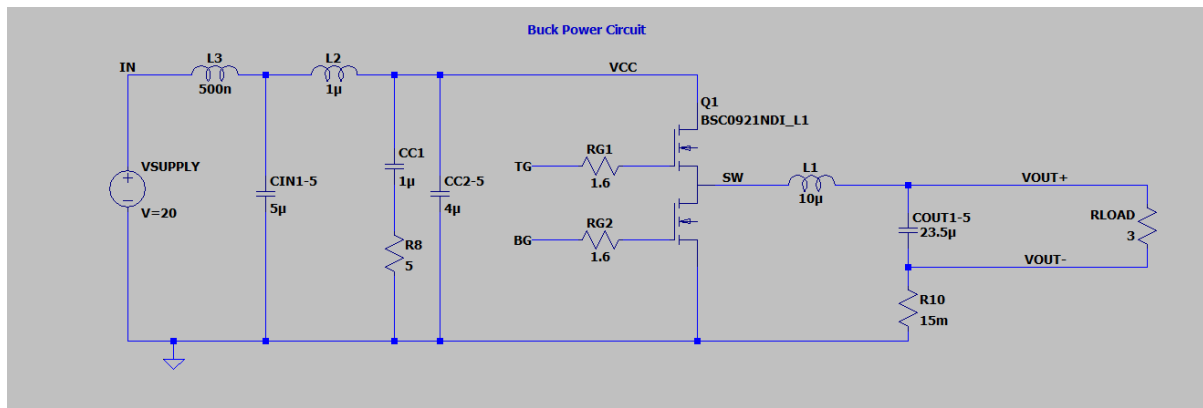 Buck Power Circuit
IN
L3
500n
L2
1µ
VCC
Q1
BSC0921NDI_L1
VSUPPLY
V=20
CIN1-5
5µ
CC1
1µ
CC2-5
4µ
R8
5
TG
RG1
1.6
BG
RG2
1.6
SW
L1
10µ
VOUT+
COUT1-5
23.5µ
RLOAD
3
VOUT-
R10
15m